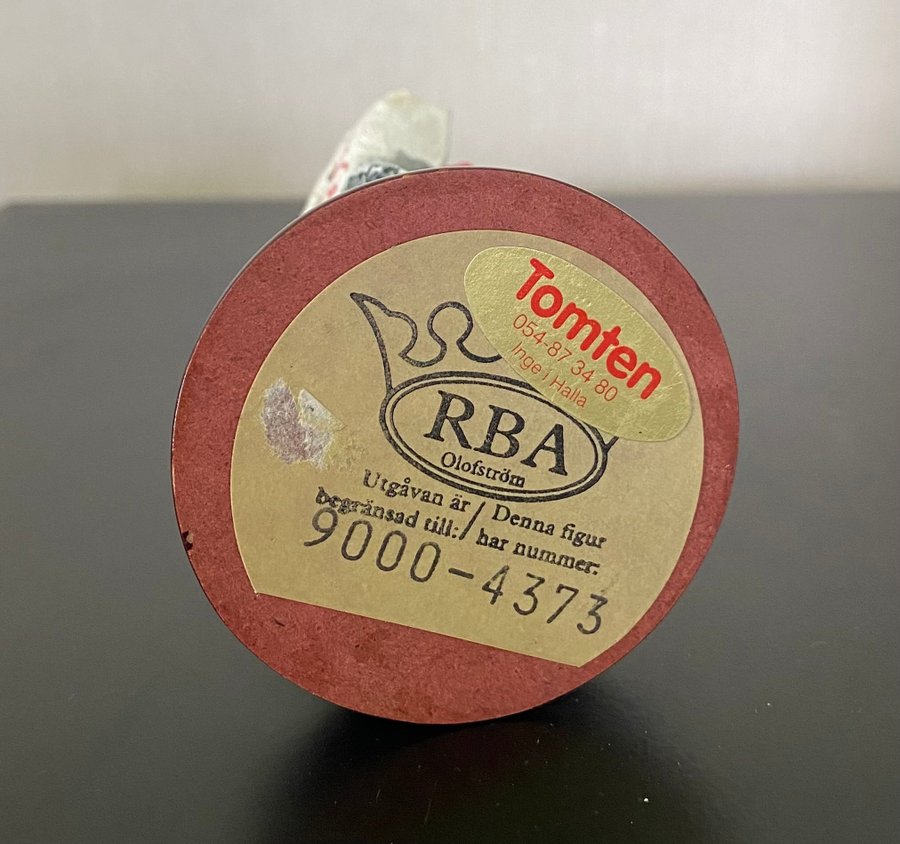 Tomten
054-87 34 80
Inge i Halla
RBA
Olofström
Utgåvan är / Denna figur
begränsad till: / har nummer:
9000-4373